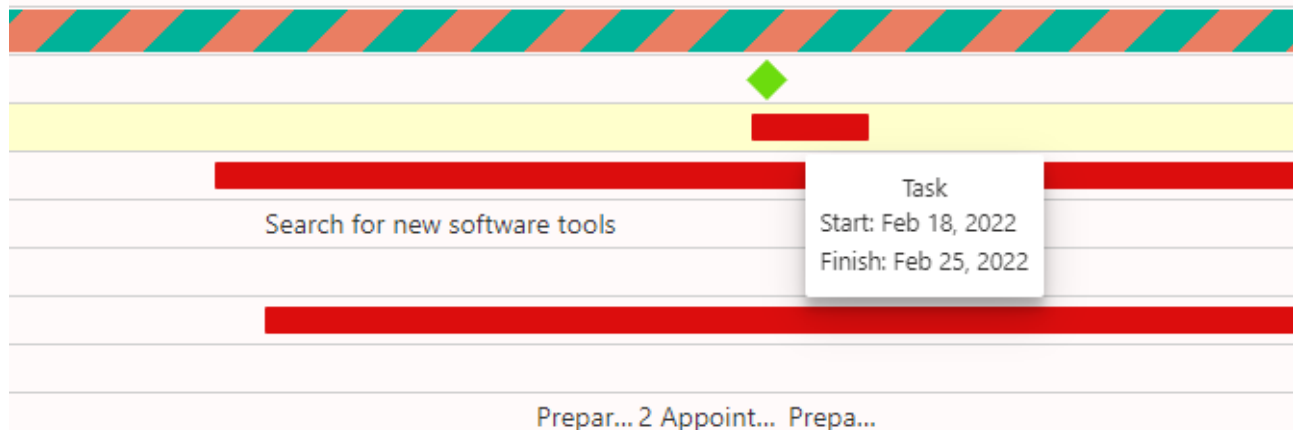 Task
Search for new software tools
Start: Feb 18, 2022
Finish: Feb 25, 2022
Prepar... 2 Appoint... Prepa...